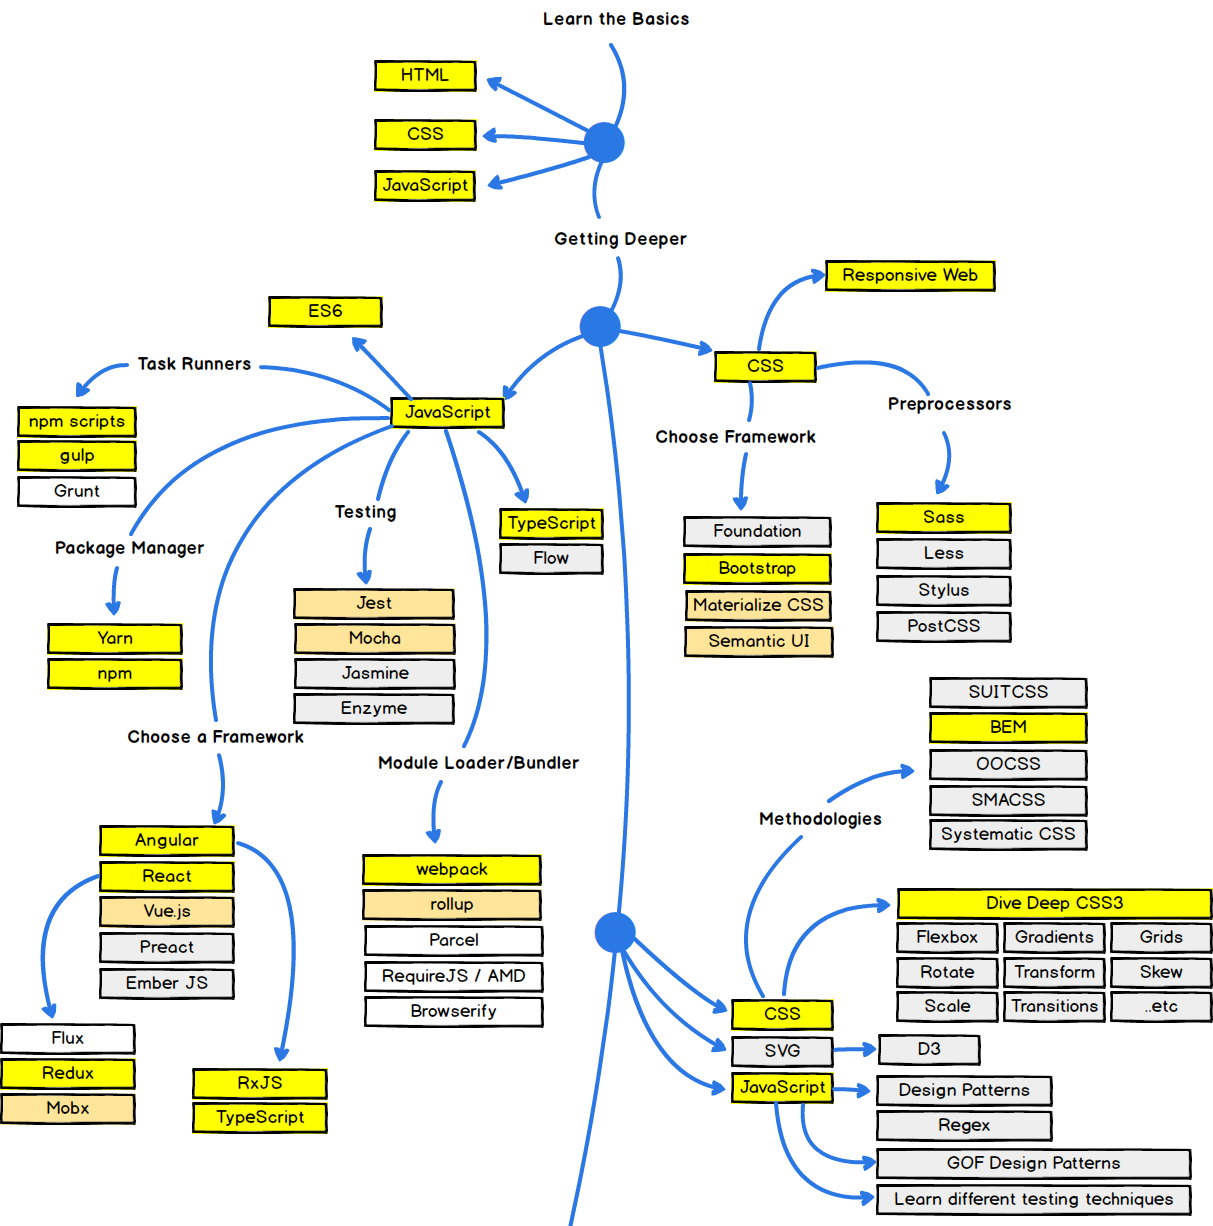 Learn the Basics
HTML
CSS
JavaScript
Getting Deeper
Responsive Web
ES6
CSS
Task Runners
JavaScript
npm scripts
gulp
Grunt
Preprocessors
Choose Framework
Testing
TypeScript
Flow
Package Manager
Foundation
Bootstrap
Materialize CSS
Semantic UI
Sass
Less
Stylus
PostCSS
Yarn
npm
Jest
Mocha
Jasmine
Enzyme
Choose a Framework
Module Loader/Bundler
SUITCSS
BEM
OOCSS
SMACSS
Systematic CSS
Methodologies
Angular
React
Vue.js
Preact
Ember JS
webpack
rollup
Parcel
RequireJS / AMD
Browserify
Dive Deep CSS3
Flexbox Gradients Grids
Rotate Transform Skew
Scale Transitions ..etc
Flux
Redux
Mobx
RxJS
TypeScript
CSS
SVG
JavaScript
D3
Design Patterns
Regex
GOF Design Patterns
Learn different testing techniques